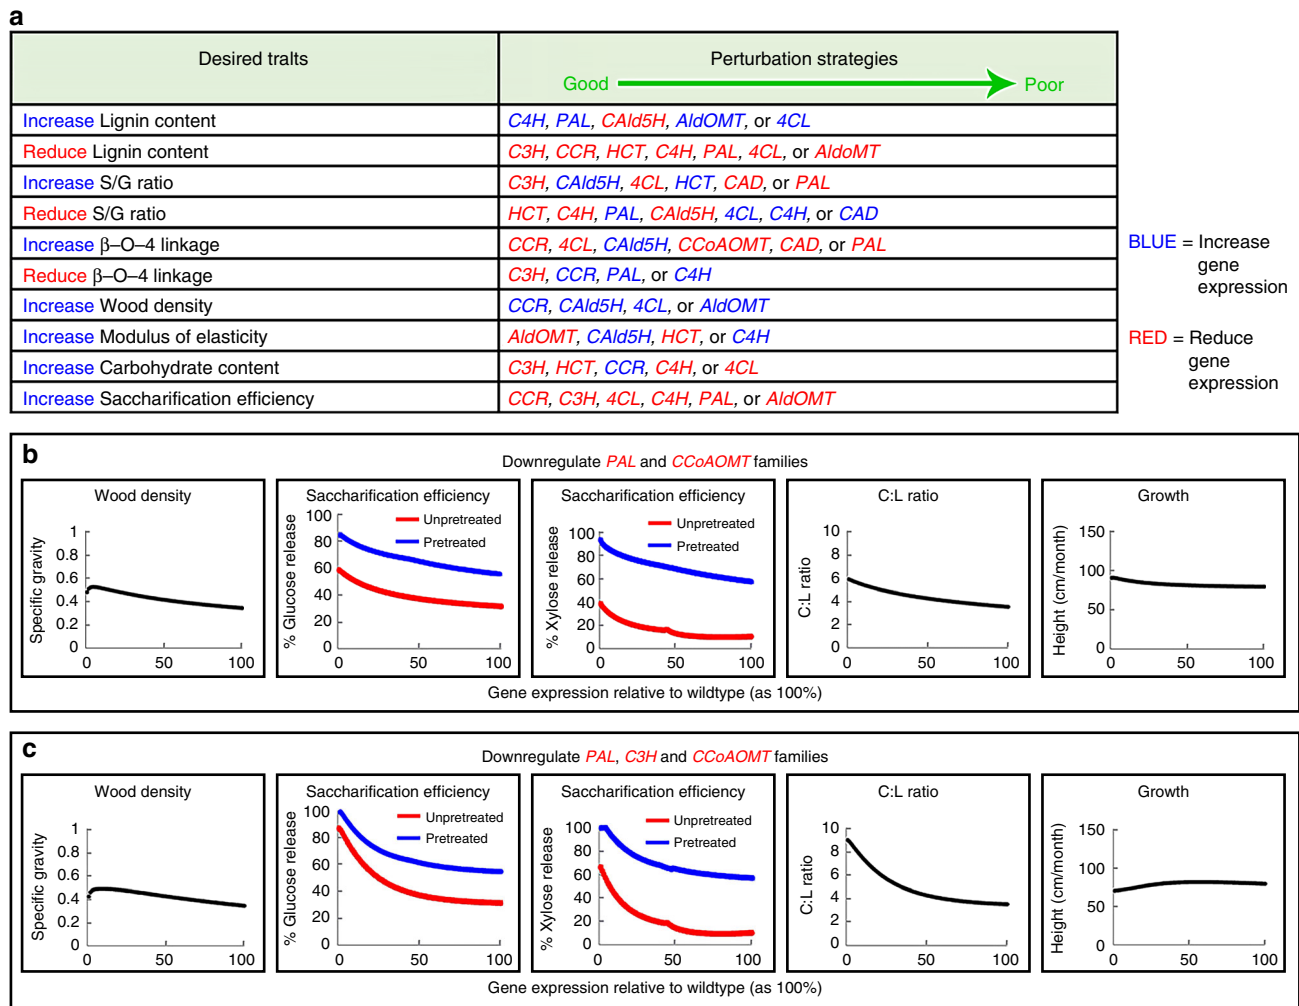 a
Desired traIts
Perturbation strategies
Good
Poor
Increase Lignin content
C4H, PAL, CAld5H, AldOMT, or 4CL
Reduce Lignin content
C3H, CCR, HCT, C4H, PAL, 4CL, or AldoMT
Increase S/G ratio
C3H, CAld5H, 4CL, HCT, CAD, or PAL
Reduce S/G ratio
HCT, C4H, PAL, CAld5H, 4CL, C4H, or CAD
Increase β–O–4 linkage
CCR, 4CL, CAld5H, CCoAOMT, CAD, or PAL
Reduce β–O–4 linkage
C3H, CCR, PAL, or C4H
Increase Wood density
CCR, CAld5H, 4CL, or AldOMT
Increase Modulus of elasticity
AldOMT, CAld5H, HCT, or C4H
Increase Carbohydrate content
C3H, HCT, CCR, C4H, or 4CL
Increase Saccharification efficiency
CCR, C3H, 4CL, C4H, PAL, or AldOMT
BLUE = Increase
gene
expression
RED = Reduce
gene
expression
b
Downregulate PAL and CCoAOMT families
Wood density
Specific gravity
1
0.8
0.6
0.4
0.2
0
0 50 100
Saccharification efficiency
% Glucose release
100
80
60
40
20
0
Unpretreated
Pretreated
0 50 100
Saccharification efficiency
% Xylose release
100
80
60
40
20
0
Unpretreated
Pretreated
0 50 100
C:L ratio
C:L ratio
10
8
6
4
2
0
0 50 100
Growth
Height (cm/month)
150
100
50
0
0 50 100
Gene expression relative to wildtype (as 100%)
c
Downregulate PAL, C3H and CCoAOMT families
Wood density
Specific gravity
1
0.8
0.6
0.4
0.2
0
0 50 100
Saccharification efficiency
% Glucose release
100
80
60
40
20
0
Unpretreated
Pretreated
0 50 100
Saccharification efficiency
% Xylose release
100
80
60
40
20
0
Unpretreated
Pretreated
0 50 100
C:L ratio
C:L ratio
10
8
6
4
2
0
0 50 100
Growth
Height (cm/month)
150
100
50
0
0 50 100
Gene expression relative to wildtype (as 100%)